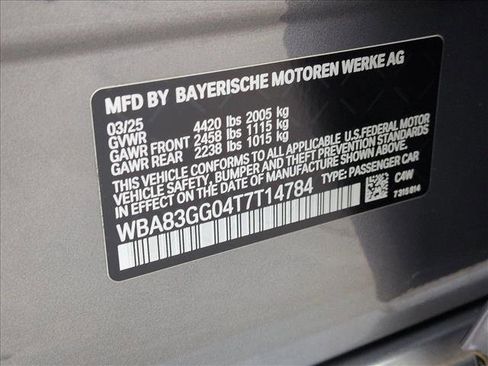 MFD BY BAYERISCHE MOTOREN WERKE AG
03/25
GVWR 4420 lbs 2005 kg
GAWR FRONT 2458 lbs 1115 kg
GAWR REAR 2238 lbs 1015 kg
THIS VEHICLE CONFORMS TO ALL APPLICABLE U.S.FEDERAL MOTOR
VEHICLE SAFETY, BUMPER AND THEFT PREVENTION STANDARDS
IN EFFECT ON THE DATE OF MANUFACTURE SHOWN ABOVE.
WBA83GG04T7T14784 TYPE: PASSENGER CAR
C4W
7315614